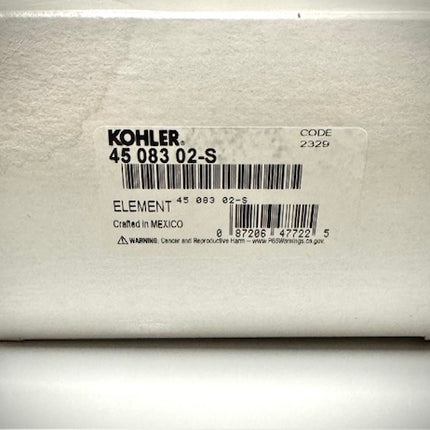 KOHLER®
CODE
2329
45 083 02-S
ELEMENT 45 083 02-S
Crafted in MEXICO
⚠ WARNING: Cancer and Reproductive Harm – www.P65Warnings.ca.gov.
0 87206 47722 5